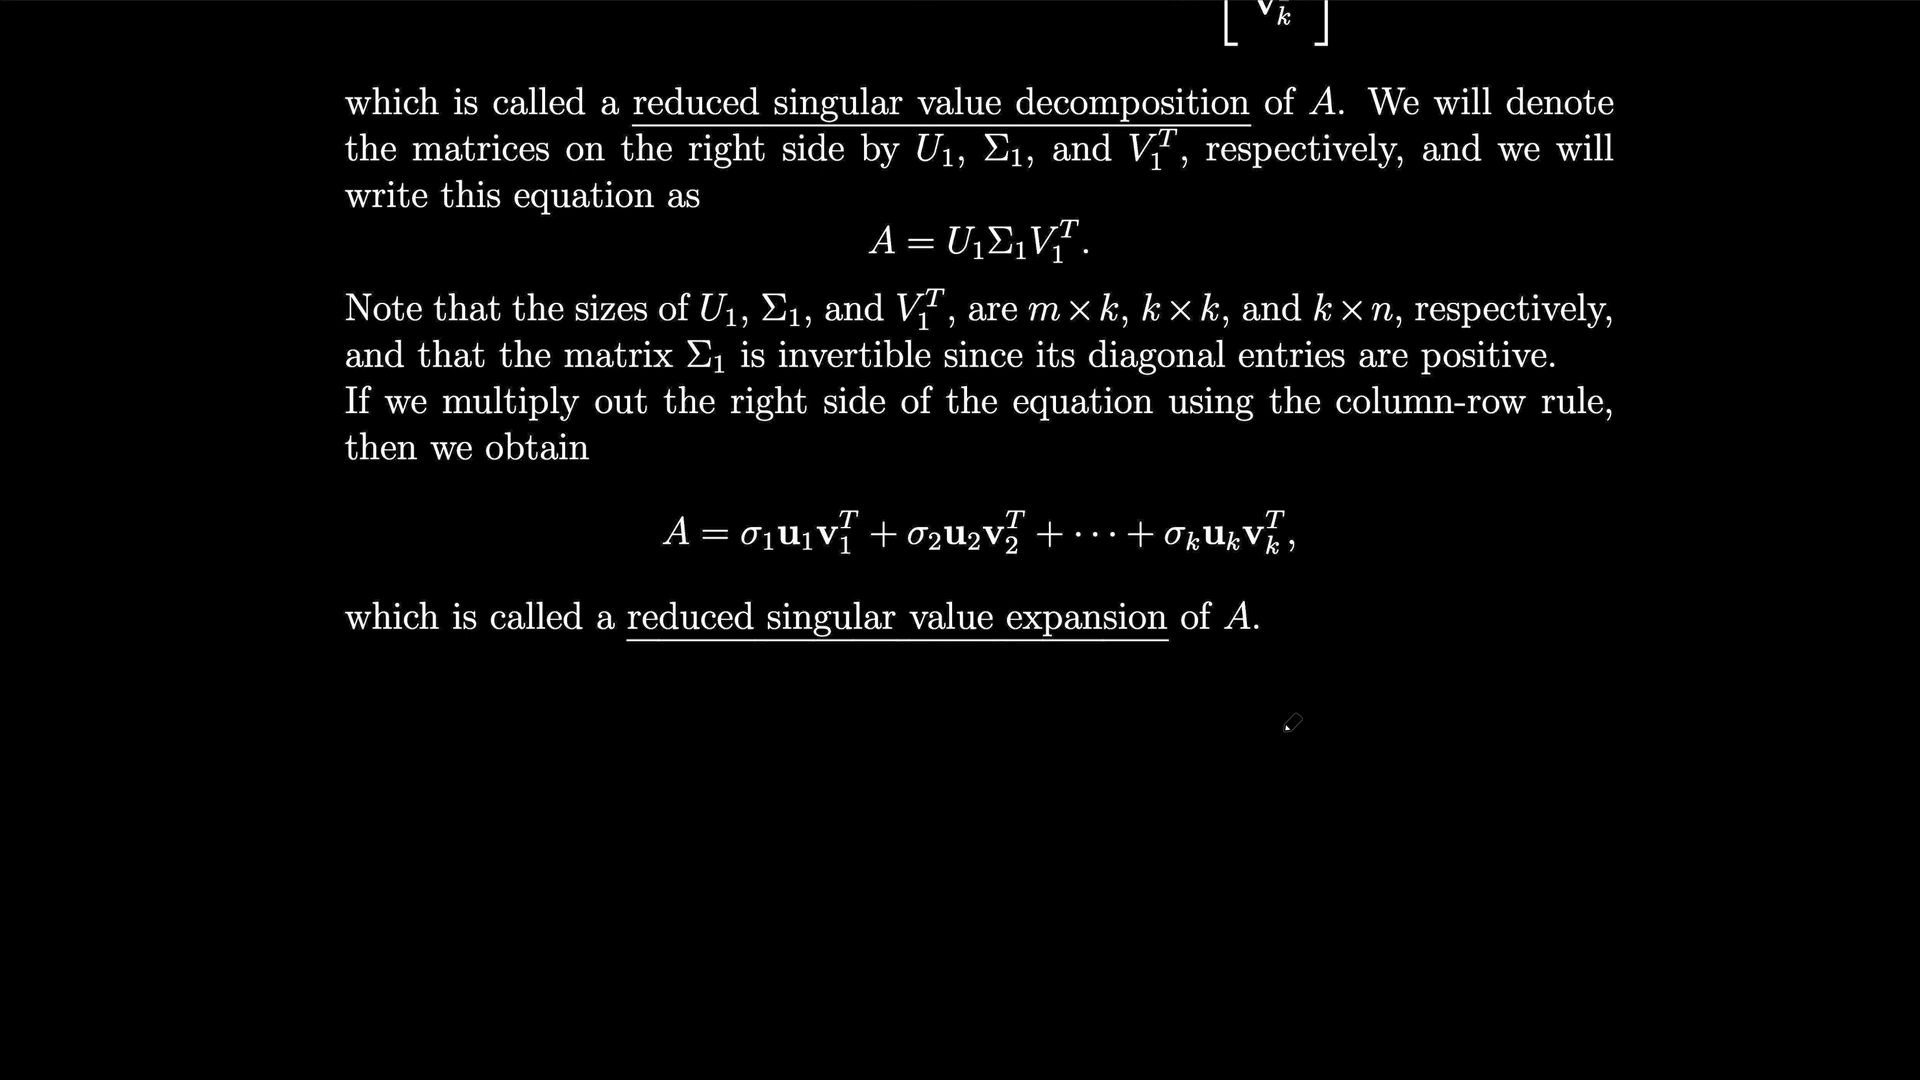 v_k^T
which is called a reduced singular value decomposition of A. We will denote
the matrices on the right side by U₁, Σ₁, and V₁ᵀ, respectively, and we will
write this equation as
A = U₁Σ₁V₁ᵀ.
Note that the sizes of U₁, Σ₁, and V₁ᵀ, are m × k, k × k, and k × n, respectively,
and that the matrix Σ₁ is invertible since its diagonal entries are positive.
If we multiply out the right side of the equation using the column-row rule,
then we obtain
A = σ₁u₁v₁ᵀ + σ₂u₂v₂ᵀ + ⋯ + σₖuₖvₖᵀ,
which is called a reduced singular value expansion of A.